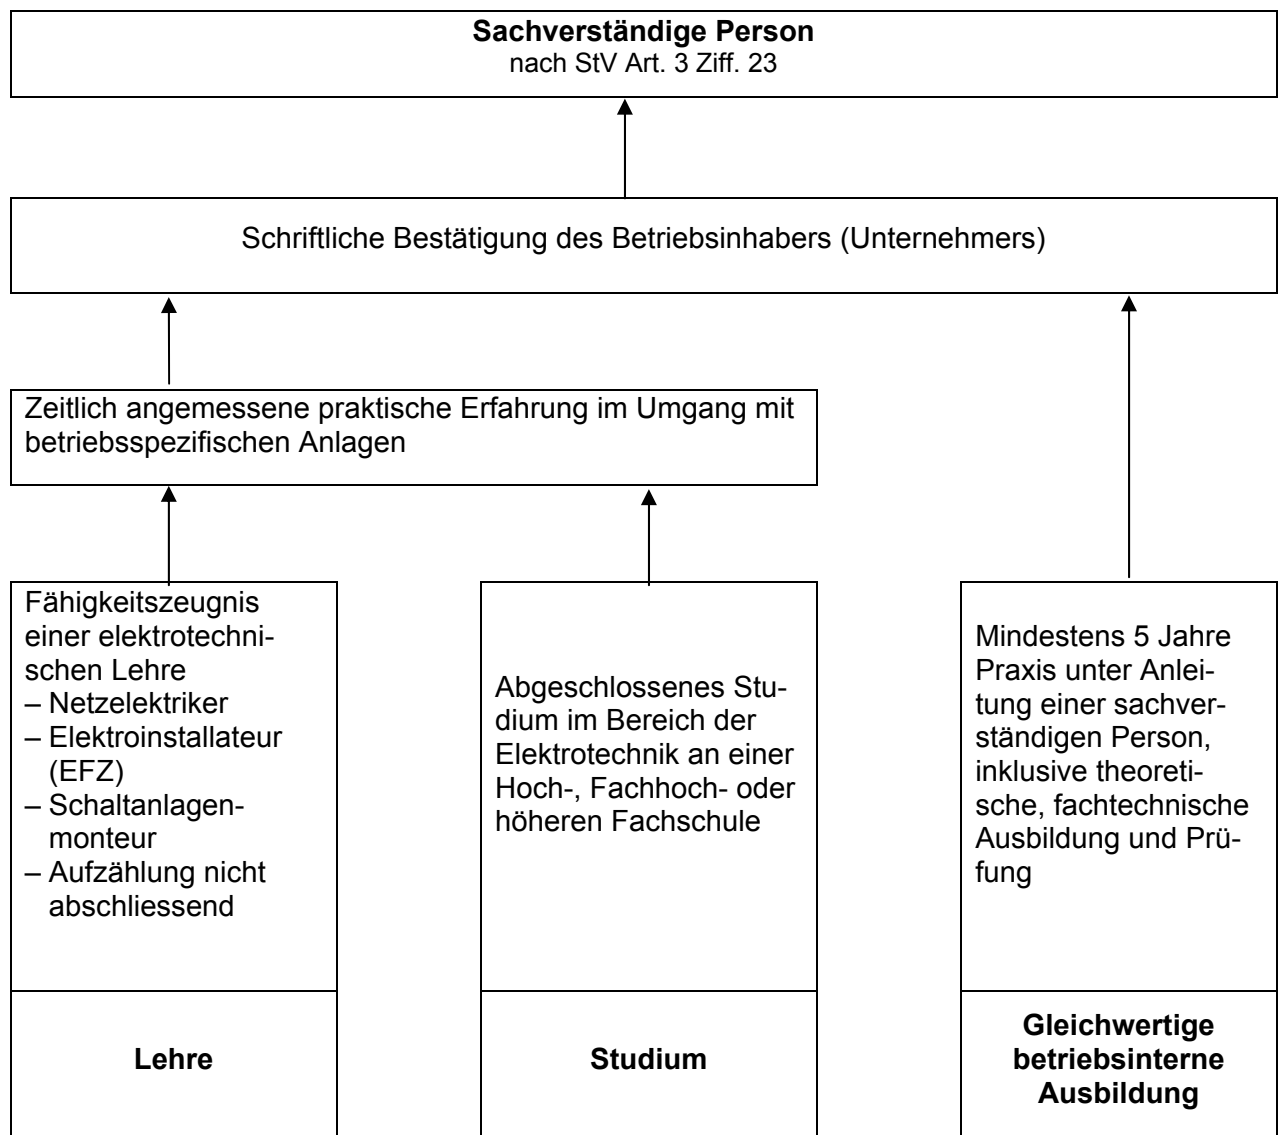 Sachverständige Person
nach StV Art. 3 Ziff. 23
Schriftliche Bestätigung des Betriebsinhabers (Unternehmers)
Zeitlich angemessene praktische Erfahrung im Umgang mit
betriebsspezifischen Anlagen
Fähigkeitszeugnis
einer elektrotechni-
schen Lehre
– Netzelektriker
– Elektroinstallateur
(EFZ)
– Schaltanlagen-
monteur
– Aufzählung nicht
abschliessend
Lehre
Abgeschlossenes Stu-
dium im Bereich der
Elektrotechnik an einer
Hoch-, Fachhoch- oder
höheren Fachschule
Studium
Mindestens 5 Jahre
Praxis unter Anlei-
tung einer sachver-
ständigen Person,
inklusive theoreti-
sche, fachtechnische
Ausbildung und Prü-
fung
Gleichwertige
betriebsinterne
Ausbildung